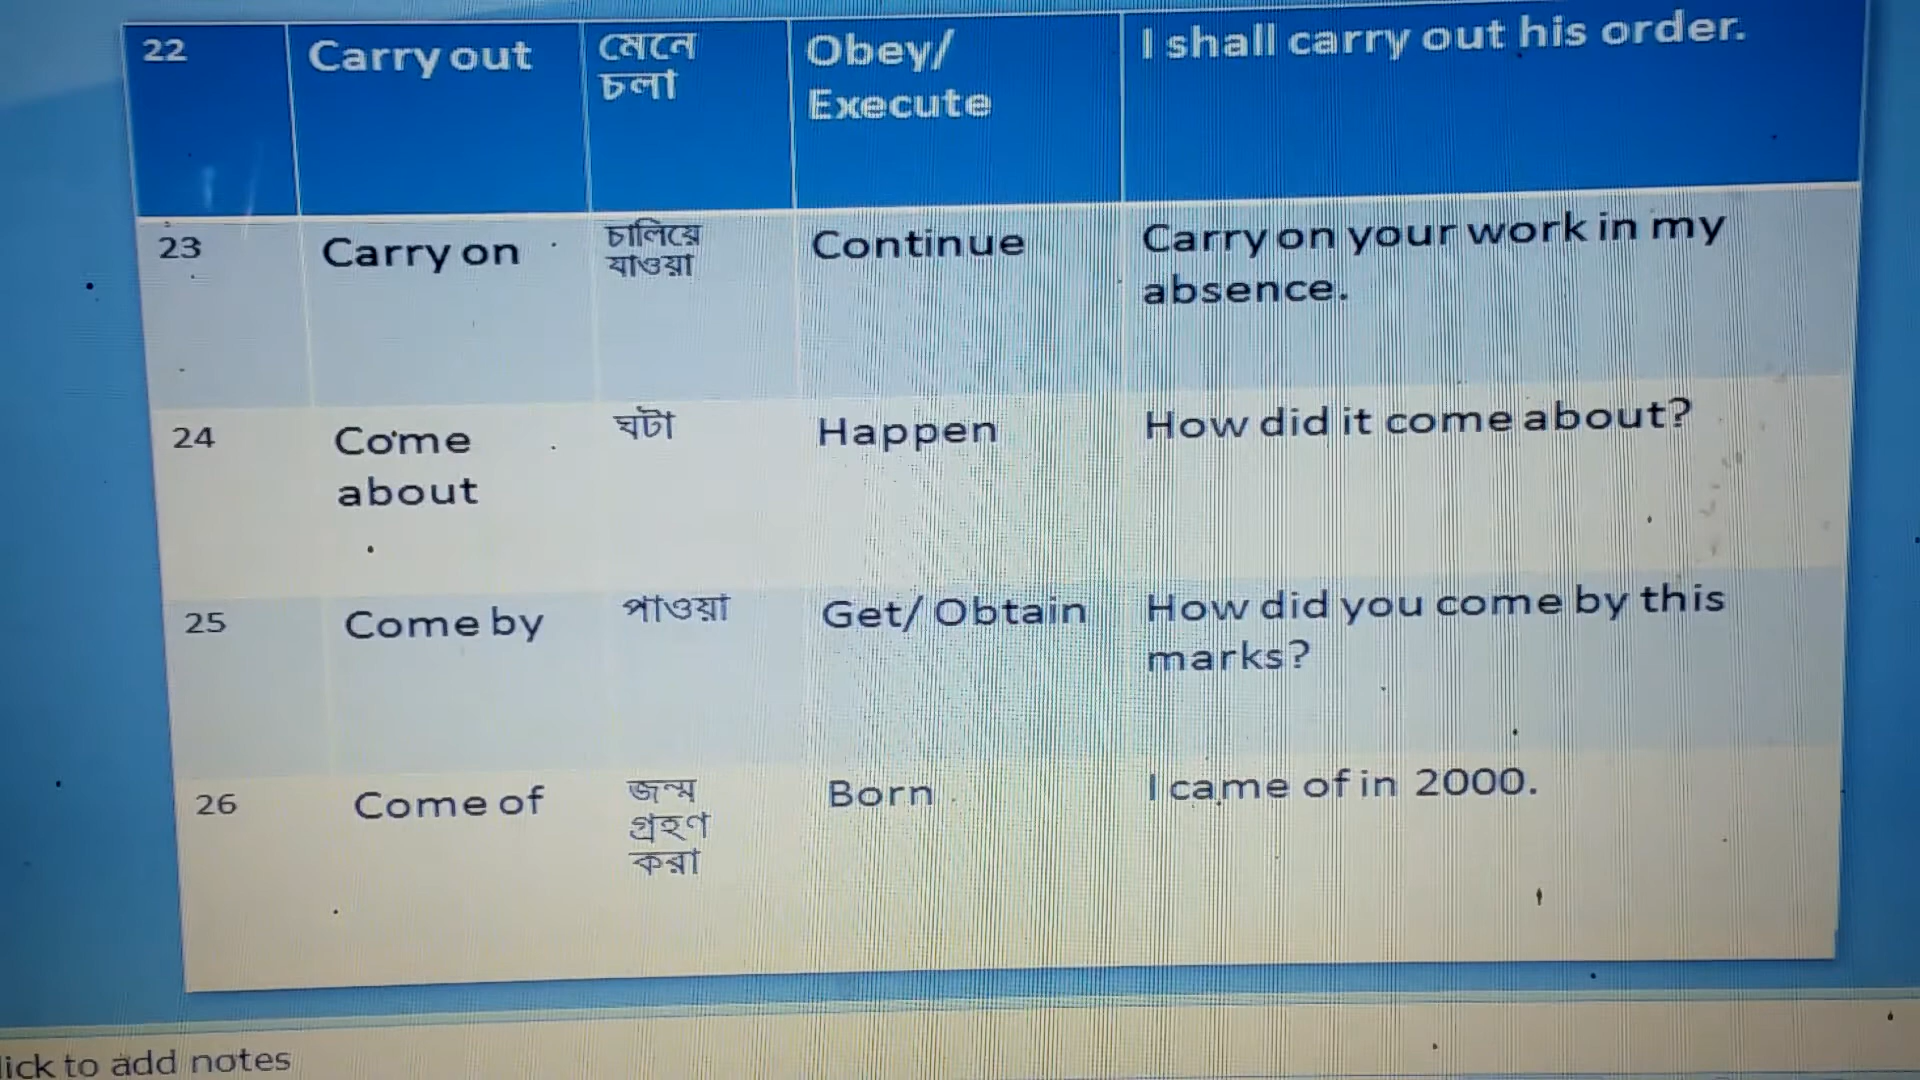 22 Carry out মেনে চলা Obey/ Execute I shall carry out his order.
23 Carry on চালিয়ে যাওয়া Continue Carry on your work in my absence.
24 Come about ঘটা Happen How did it come about?
25 Come by পাওয়া Get/ Obtain How did you come by this marks?
26 Come of জন্ম গ্রহণ করা Born I came of in 2000.
lick to add notes